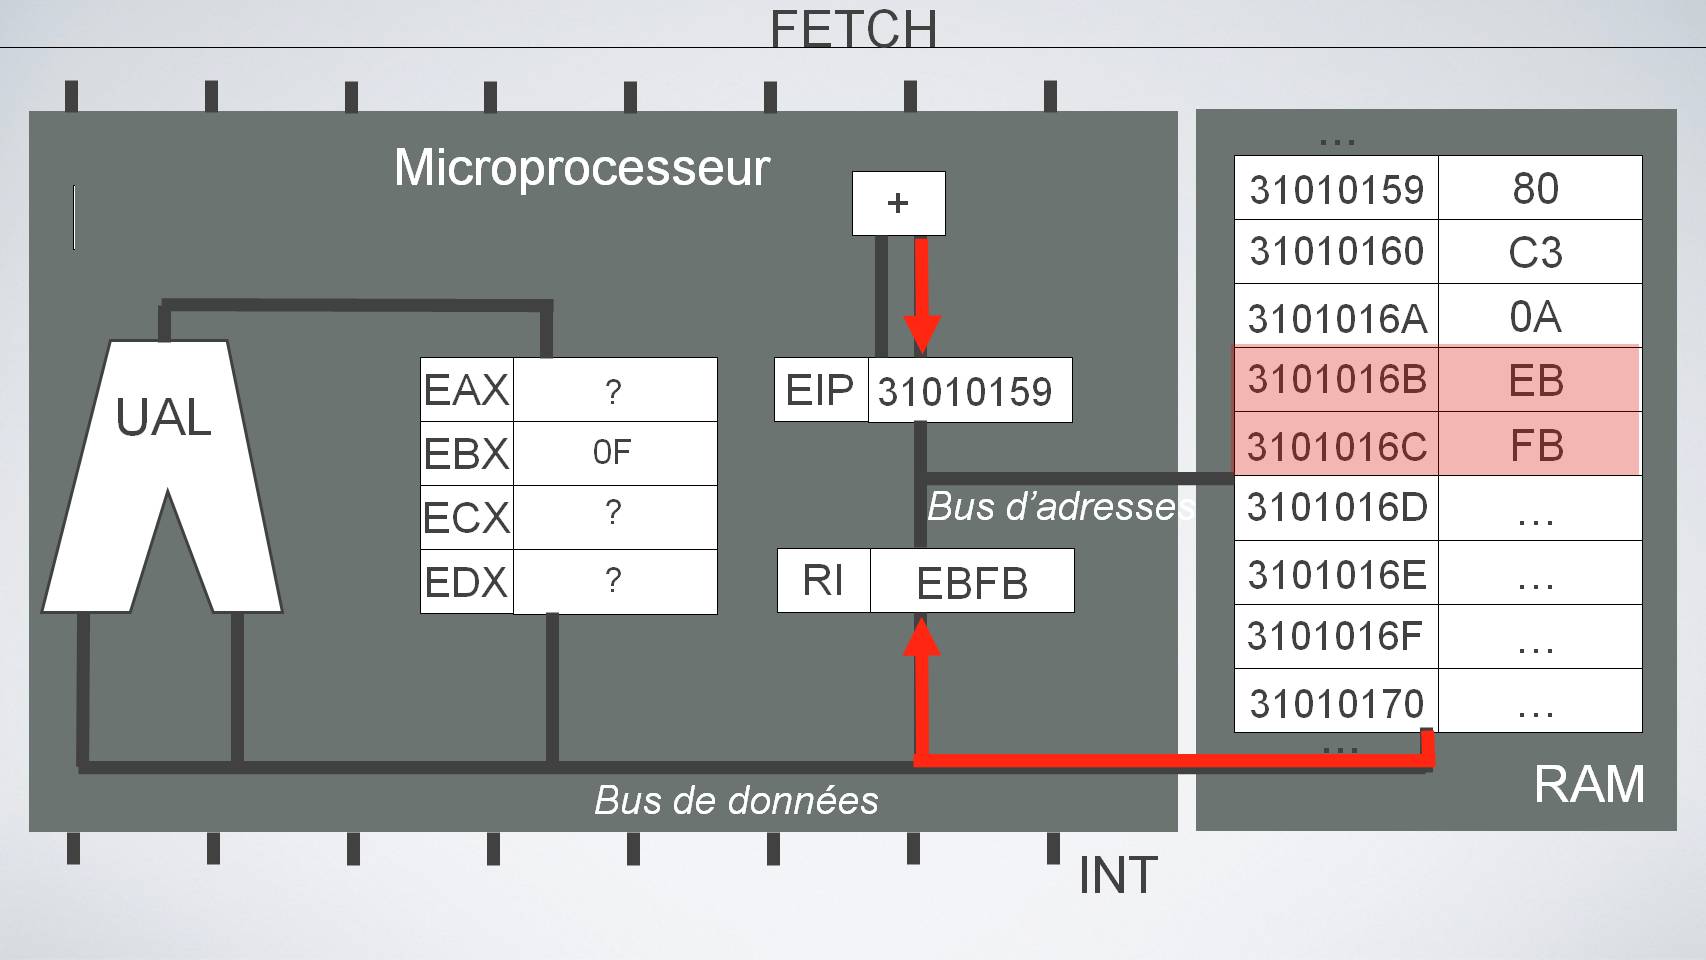 FETCH
Microprocesseur
+
UAL
EAX ?
EBX 0F
ECX ?
EDX ?
EIP 31010159
Bus d’adresses
RI EBFB
Bus de données
INT
...
31010159 80
31010160 C3
3101016A 0A
3101016B EB
3101016C FB
3101016D ...
3101016E ...
3101016F ...
31010170 ...
...
RAM